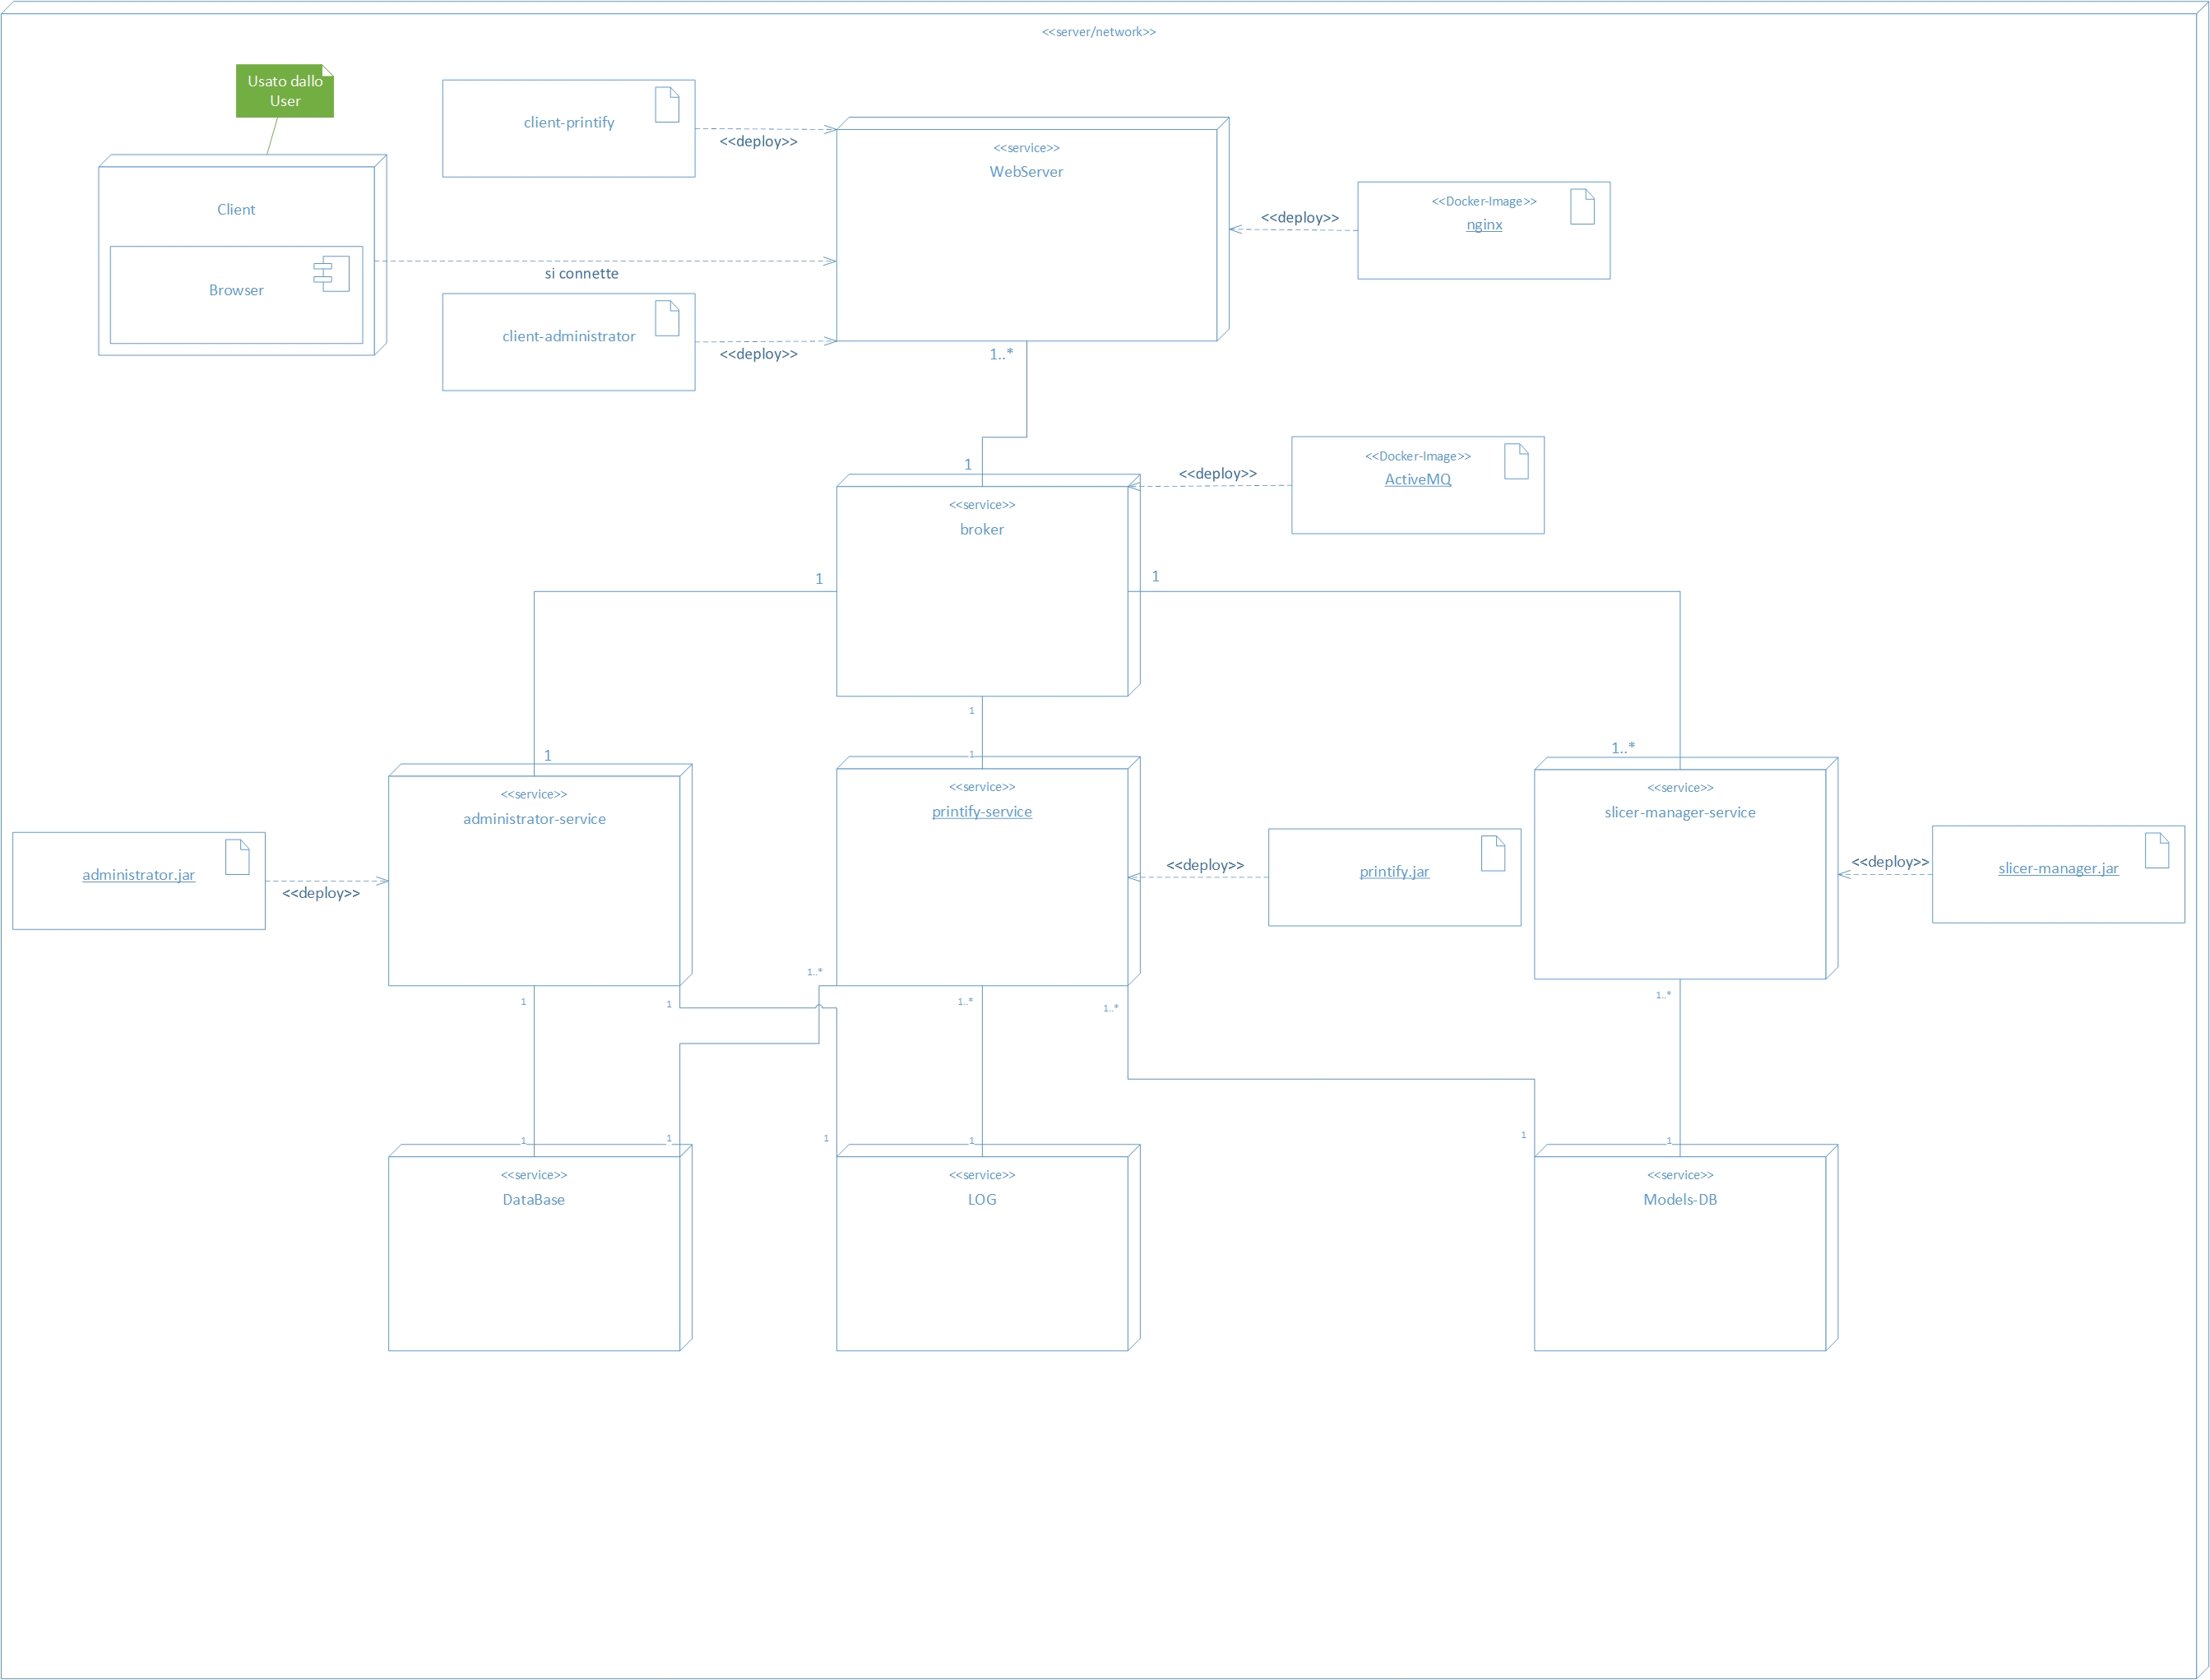 <<server/network>>
Usato dallo
User
client-printify
<<deploy>>
<<service>>
WebServer
<<Docker-Image>>
nginx
<<deploy>>
Client
Browser
si connette
client-administrator
<<deploy>>
1..*
1
<<service>>
broker
<<deploy>>
<<Docker-Image>>
ActiveMQ
1
1
1
1
1
1..*
<<service>>
administrator-service
<<service>>
printify-service
<<service>>
slicer-manager-service
administrator.jar
<<deploy>>
<<deploy>>
printify.jar
<<deploy>>
slicer-manager.jar
1
1
1..*
1..*
1..*
1..*
1
1
1
1
1
1
<<service>>
DataBase
<<service>>
LOG
<<service>>
Models-DB